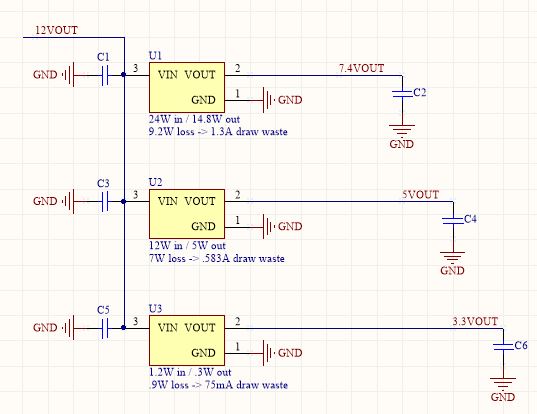 12VOUT
C1
U1
GND
3
VIN VOUT
2
7.4VOUT
GND
1
GND
C2
GND
24W in / 14.8W out
9.2W loss -> 1.3A draw waste
C3
U2
GND
3
VIN VOUT
2
5VOUT
GND
1
GND
C4
GND
12W in / 5W out
7W loss -> .583A draw waste
C5
U3
GND
3
VIN VOUT
2
3.3VOUT
GND
1
GND
C6
GND
1.2W in / .3W out
.9W loss -> 75mA draw waste